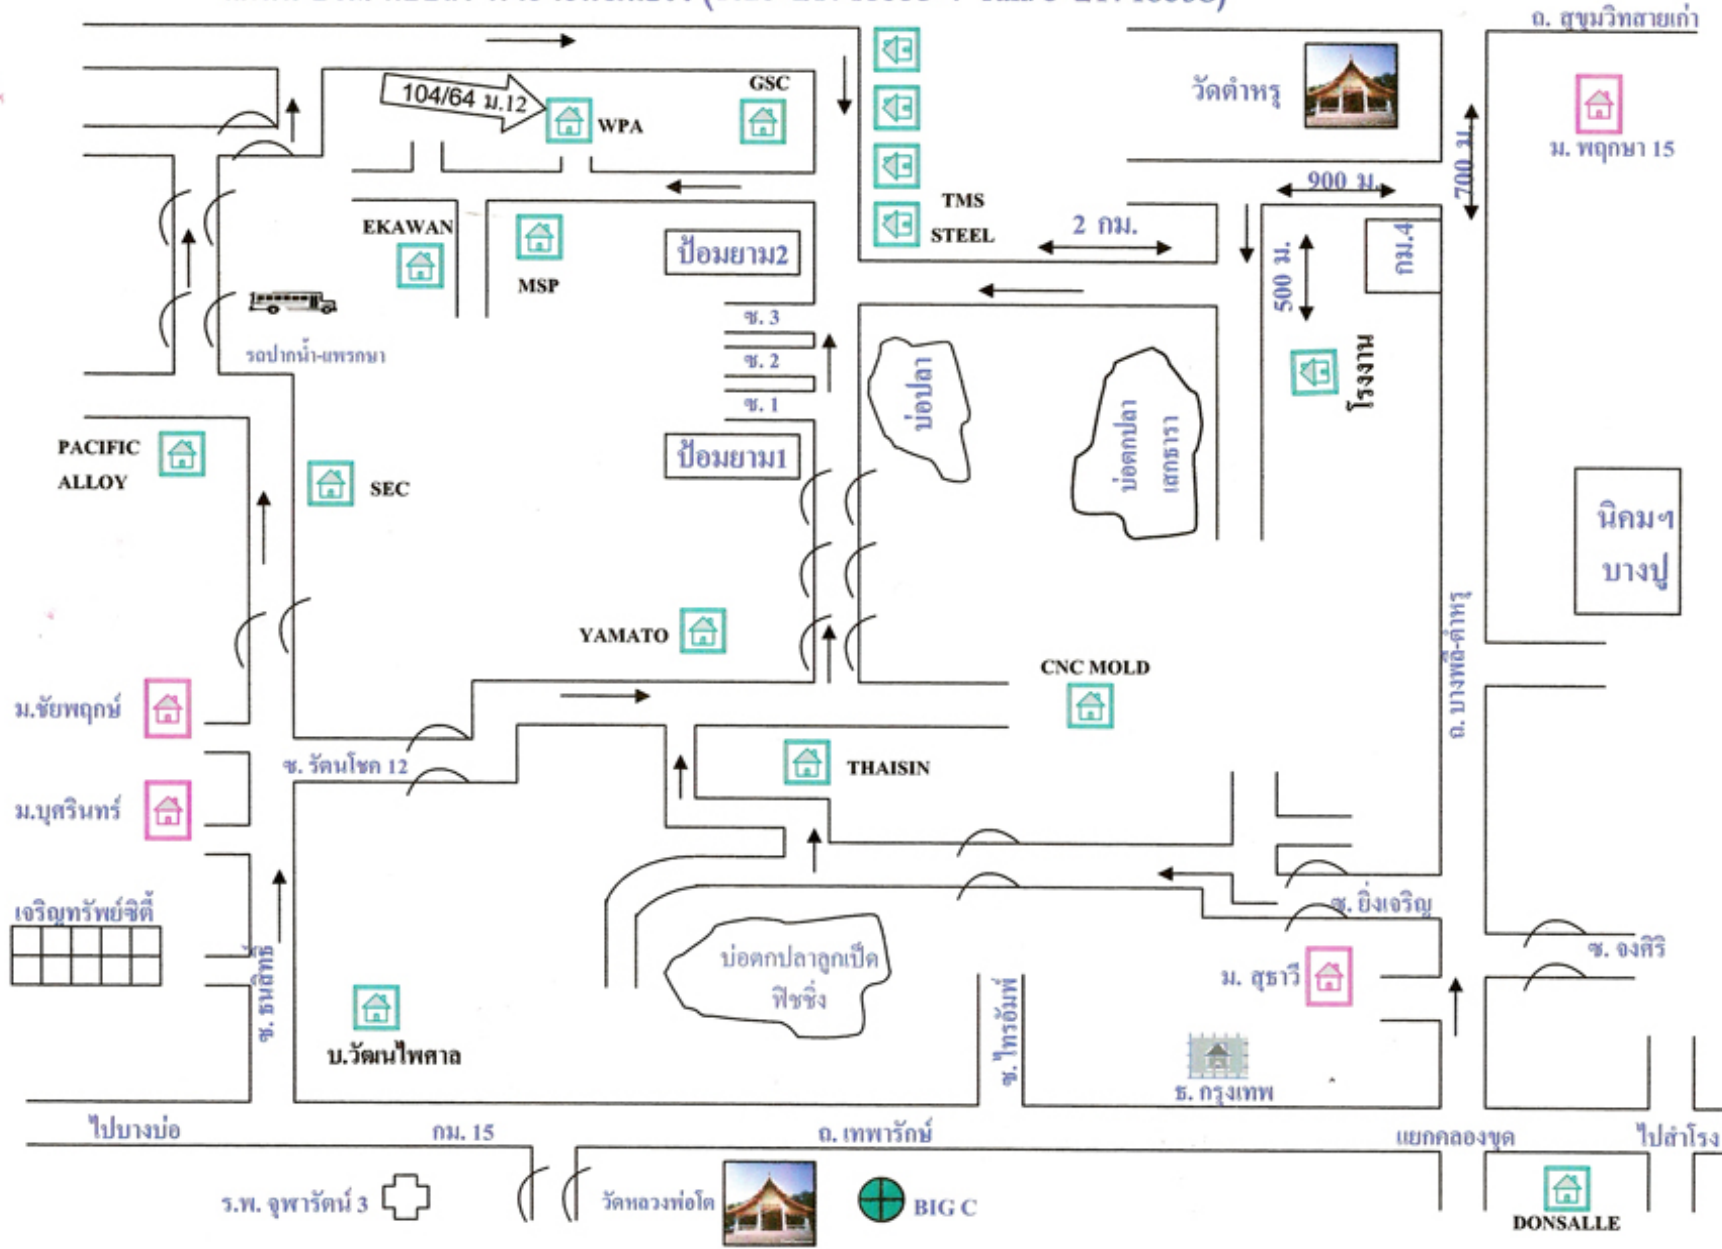 ถ. สุขุมวิทสายเก่า
GSC
104/64 ม.12
WPA
วัดตำหรุ
ม. พฤกษา 15
700 ม.
900 ม.
TMS
STEEL
2 กม.
EKAWAN
MSP
ป้อมยาม2
500 ม.
กม.4
ซ. 3
ซ. 2
ซ. 1
รถปากน้ำ-แพรกษา
บ่อปลา
บ่อตกปลา
เสกธารา
โรงงาน
PACIFIC
ALLOY
SEC
ป้อมยาม1
นิคมฯ
บางปู
YAMATO
CNC MOLD
ถ. บางพลี-ตำหรุ
ม.ชัยพฤกษ์
ซ. รัตนโชค 12
THAISIN
ม.บุศรินทร์
เจริญทรัพย์ซิตี้
ซ. ยิ่งเจริญ
ซ. จงศิริ
ซ. ธนสิทธิ์
บ่อตกปลาลูกเป็ด
ฟิชชิ่ง
ม. สุธาวี
บ.วัฒนไพศาล
ซ. ไทรอัมพ์
ธ. กรุงเทพ
ไปบางบ่อ
กม. 15
ถ. เทพารักษ์
แยกคลองขุด
ไปสำโรง
ร.พ. จุฬารัตน์ 3
วัดหลวงพ่อโต
BIG C
DONSALLE